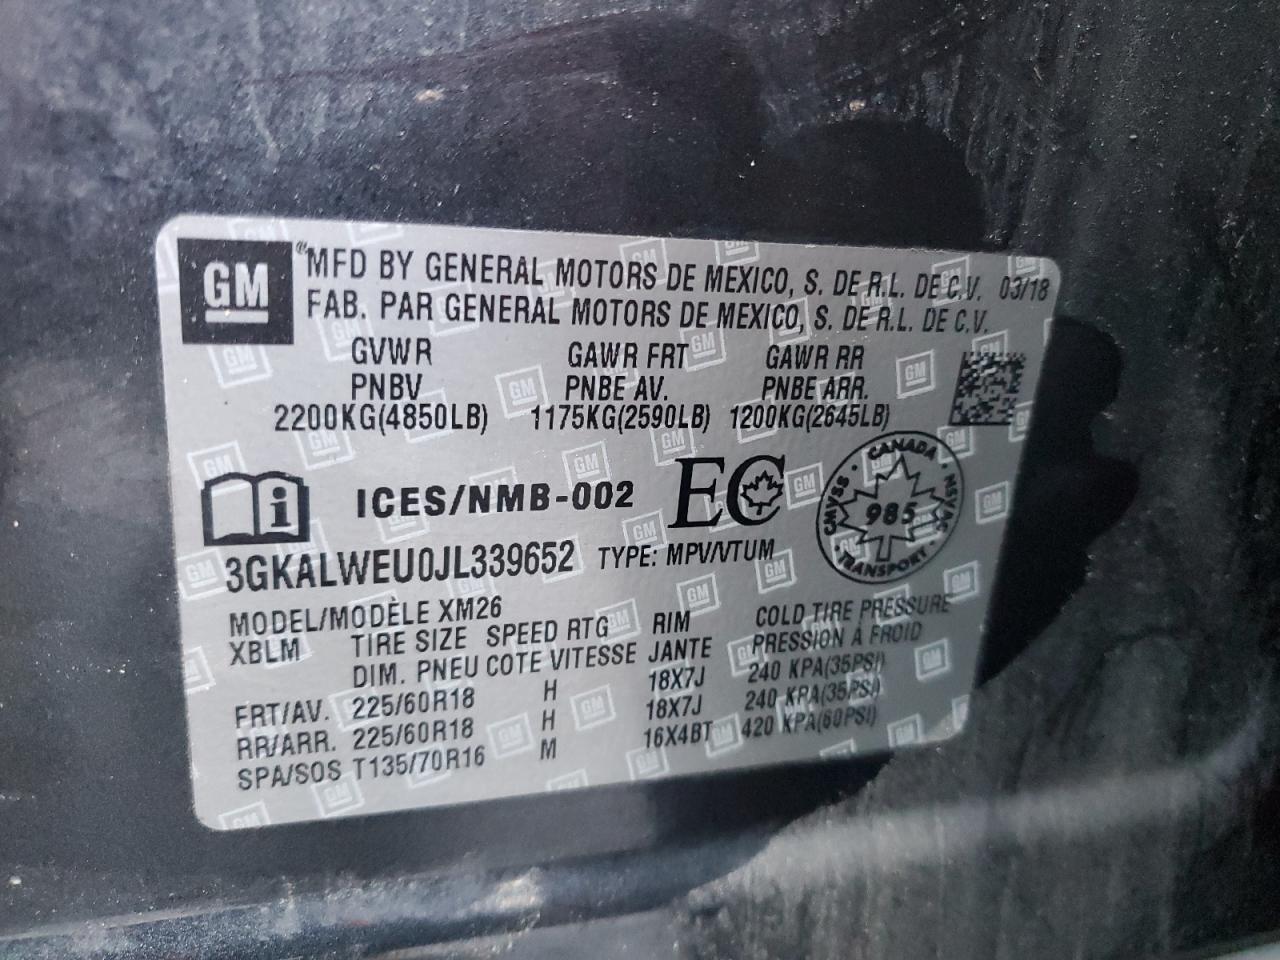 GM ® MFD BY GENERAL MOTORS DE MEXICO, S. DE R.L. DE C.V. 03/18
FAB. PAR GENERAL MOTORS DE MEXICO, S. DE R.L. DE C.V.
GVWR GAWR FRT GAWR RR
PNBV PNBE AV. PNBE ARR.
2200KG(4850LB) 1175KG(2590LB) 1200KG(2645LB)
i ICES/NMB-002 EC
CANADA
CMVSS 985 NSVAC
TRANSPORT
3GKALWEU0JL339652 TYPE: MPV/VTUM
MODEL/MODÈLE XM26
XBLM TIRE SIZE SPEED RTG RIM COLD TIRE PRESSURE
DIM. PNEU COTE VITESSE JANTE PRESSION À FROID
FRT/AV. 225/60R18 H 18X7J 240 KPA(35PSI)
RR/ARR. 225/60R18 H 18X7J 240 KPA(35PSI)
SPA/SOS T135/70R16 M 16X4BT 420 KPA(60PSI)